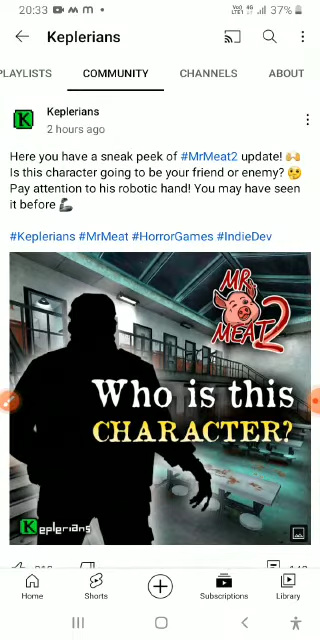 20:33
37%
Keplerians
PLAYLISTS COMMUNITY CHANNELS ABOUT
Keplerians
2 hours ago
Here you have a sneak peek of #MrMeat2 update! 🙌
Is this character going to be your friend or enemy? 🤔
Pay attention to his robotic hand! You may have seen
it before 🦾
#Keplerians #MrMeat #HorrorGames #IndieDev
MR.
MEAT 2
Who is this
CHARACTER?
Keplerians
Home Shorts Subscriptions Library